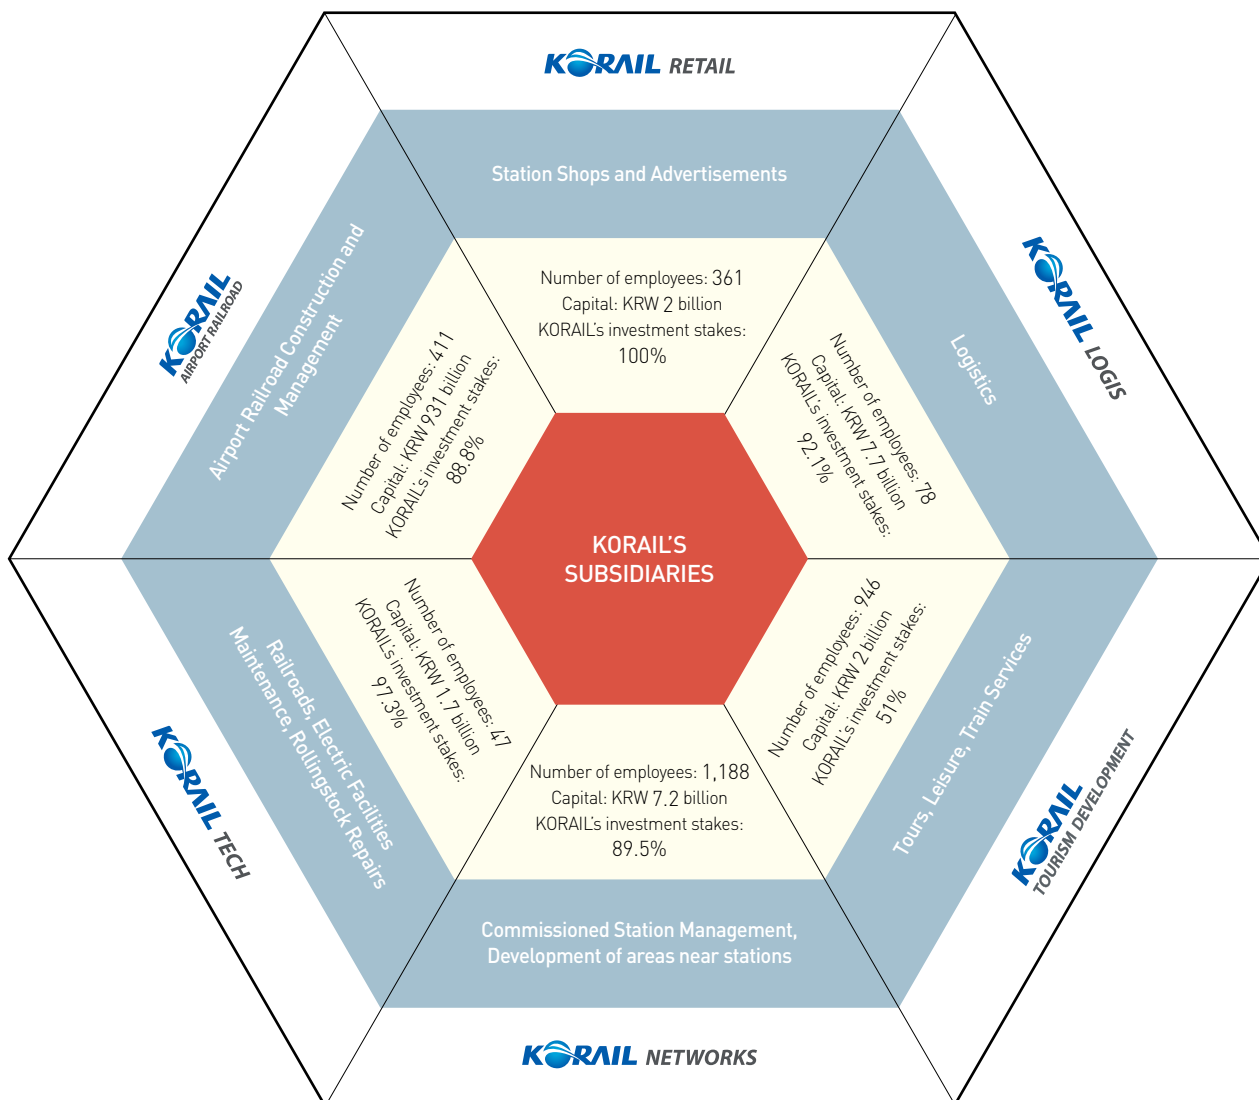 KORAIL RETAIL
Station Shops and Advertisements
Number of employees: 361
Capital: KRW 2 billion
KORAIL's investment stakes:
100%
KORAIL LOGIS
Logistics
Number of employees: 78
Capital: KRW 7.7 billion
KORAIL's investment stakes:
92.1%
KORAIL
TOURISM DEVELOPMENT
Tours, Leisure, Train Services
Number of employees: 946
Capital: KRW 2 billion
KORAIL's investment stakes:
51%
KORAIL NETWORKS
Commissioned Station Management,
Development of areas near stations
Number of employees: 1,188
Capital: KRW 7.2 billion
KORAIL's investment stakes:
89.5%
KORAIL TECH
Railroads, Electric Facilities
Maintenance, Rollingstock Repairs
Number of employees: 47
Capital: KRW 1.7 billion
KORAIL's investment stakes:
97.3%
KORAIL
AIRPORT RAILROAD
Airport Railroad Construction and
Management
Number of employees: 411
Capital: KRW 931 billion
KORAIL's investment stakes:
88.8%
KORAIL'S
SUBSIDIARIES